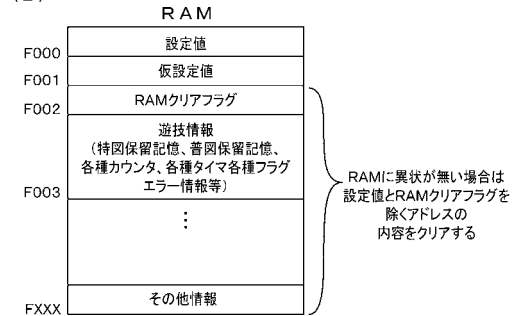 RAM
F000
設定値
F001
仮設定値
F002
RAMクリアフラグ
遊技情報
(特図保留記憶、普図保留記憶、
各種カウンタ、各種タイマ各種フラグ
エラー情報等)
F003
⋮
その他情報
FXXX
RAMに異状が無い場合は
設定値とRAMクリアフラグを
除くアドレスの
内容をクリアする